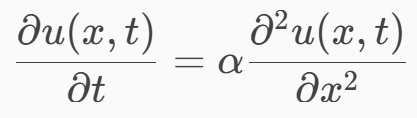 ∂u(x, t)/∂t = α ∂²u(x, t)/∂x²